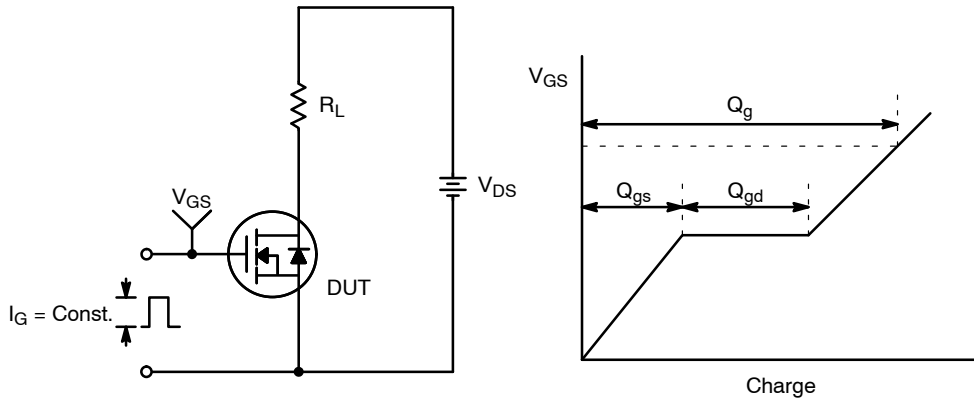 R_L
V_GS
V_DS
DUT
I_G = Const.
V_GS
Q_g
Q_gs
Q_gd
Charge